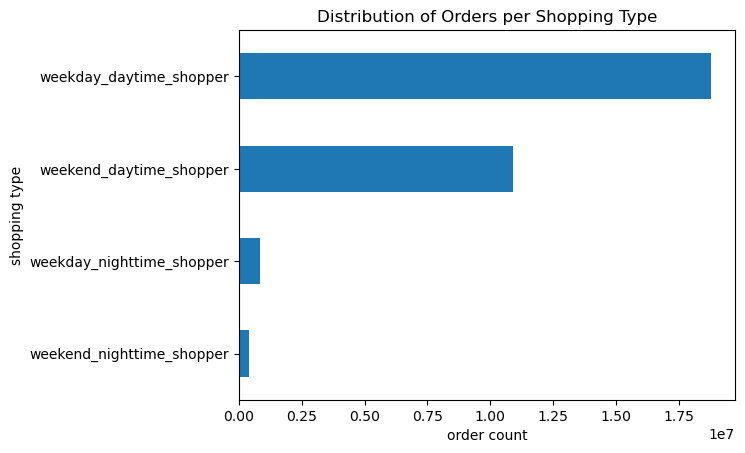 Distribution of Orders per Shopping Type
shopping type
weekday_daytime_shopper
weekend_daytime_shopper
weekday_nighttime_shopper
weekend_nighttime_shopper
0.00 0.25 0.50 0.75 1.00 1.25 1.50 1.75
1e7
order count